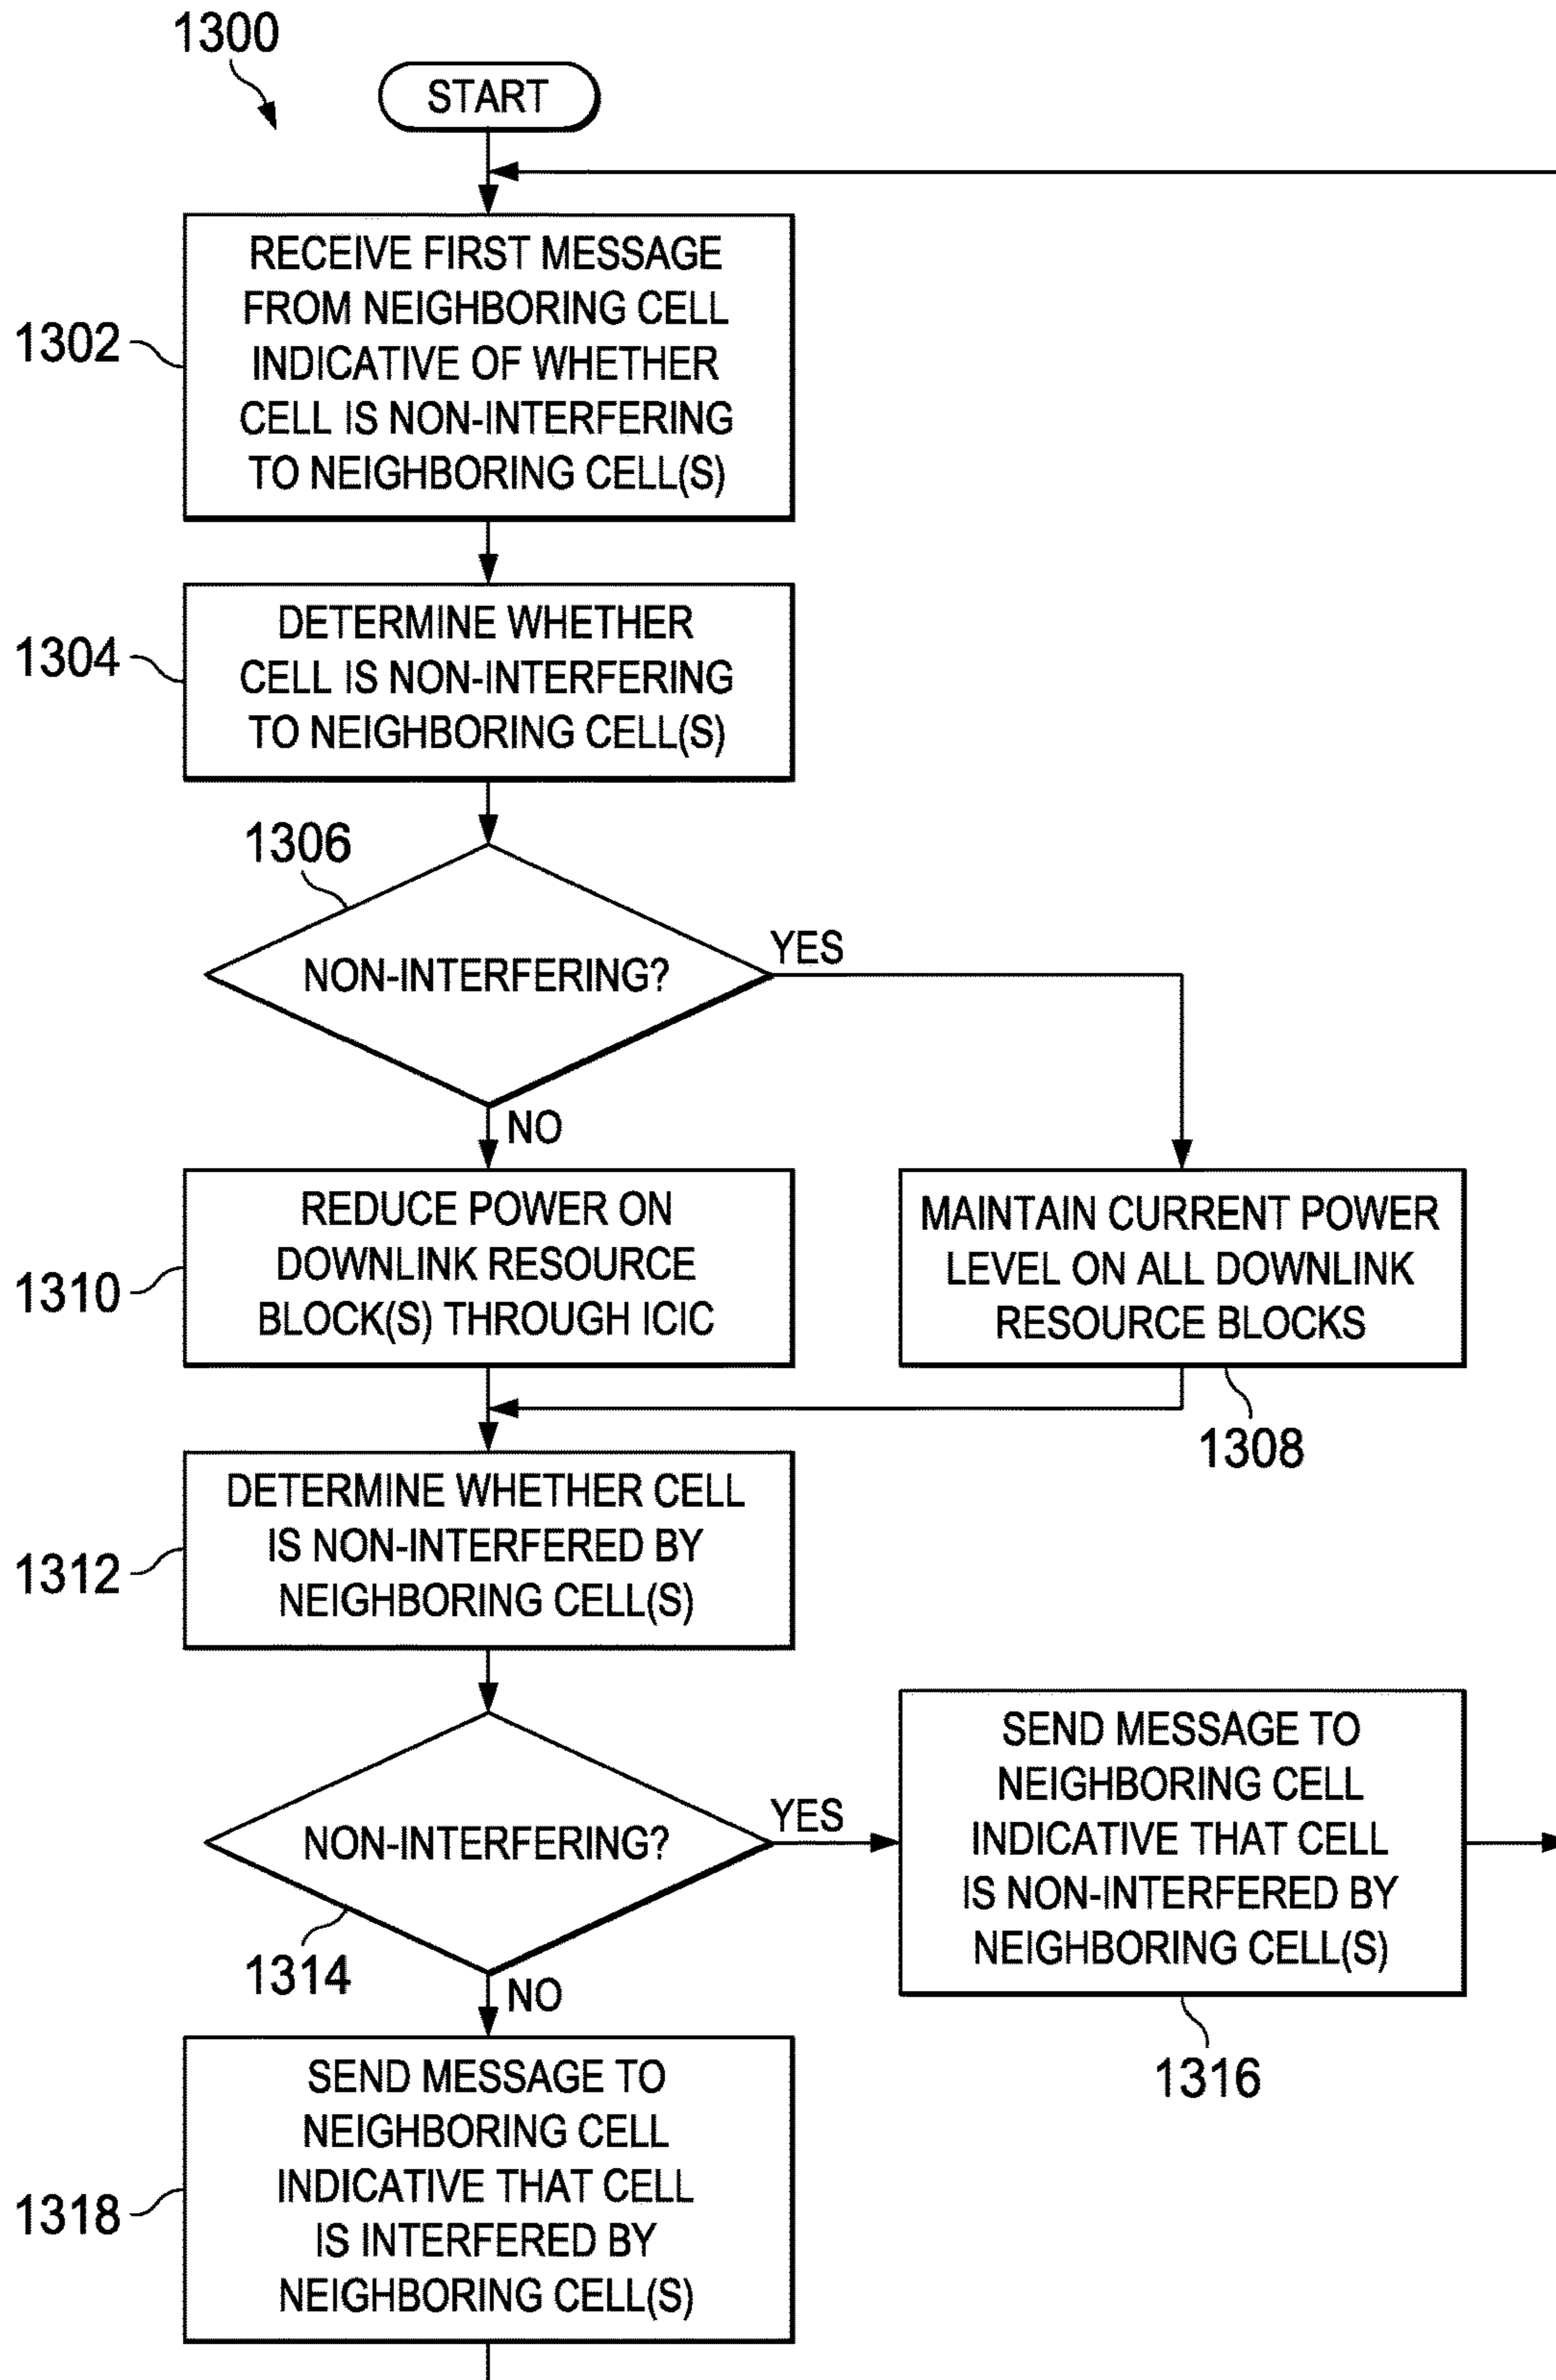 1300
START
RECEIVE FIRST MESSAGE
FROM NEIGHBORING CELL
INDICATIVE OF WHETHER
CELL IS NON-INTERFERING
TO NEIGHBORING CELL(S)
1302
DETERMINE WHETHER
CELL IS NON-INTERFERING
TO NEIGHBORING CELL(S)
1304
1306
NON-INTERFERING?
YES
NO
REDUCE POWER ON
DOWNLINK RESOURCE
BLOCK(S) THROUGH ICIC
1310
MAINTAIN CURRENT POWER
LEVEL ON ALL DOWNLINK
RESOURCE BLOCKS
1308
DETERMINE WHETHER CELL
IS NON-INTERFERED BY
NEIGHBORING CELL(S)
1312
NON-INTERFERING?
YES
1314
NO
SEND MESSAGE TO
NEIGHBORING CELL
INDICATIVE THAT CELL
IS NON-INTERFERED BY
NEIGHBORING CELL(S)
1316
SEND MESSAGE TO
NEIGHBORING CELL
INDICATIVE THAT CELL
IS INTERFERED BY
NEIGHBORING CELL(S)
1318